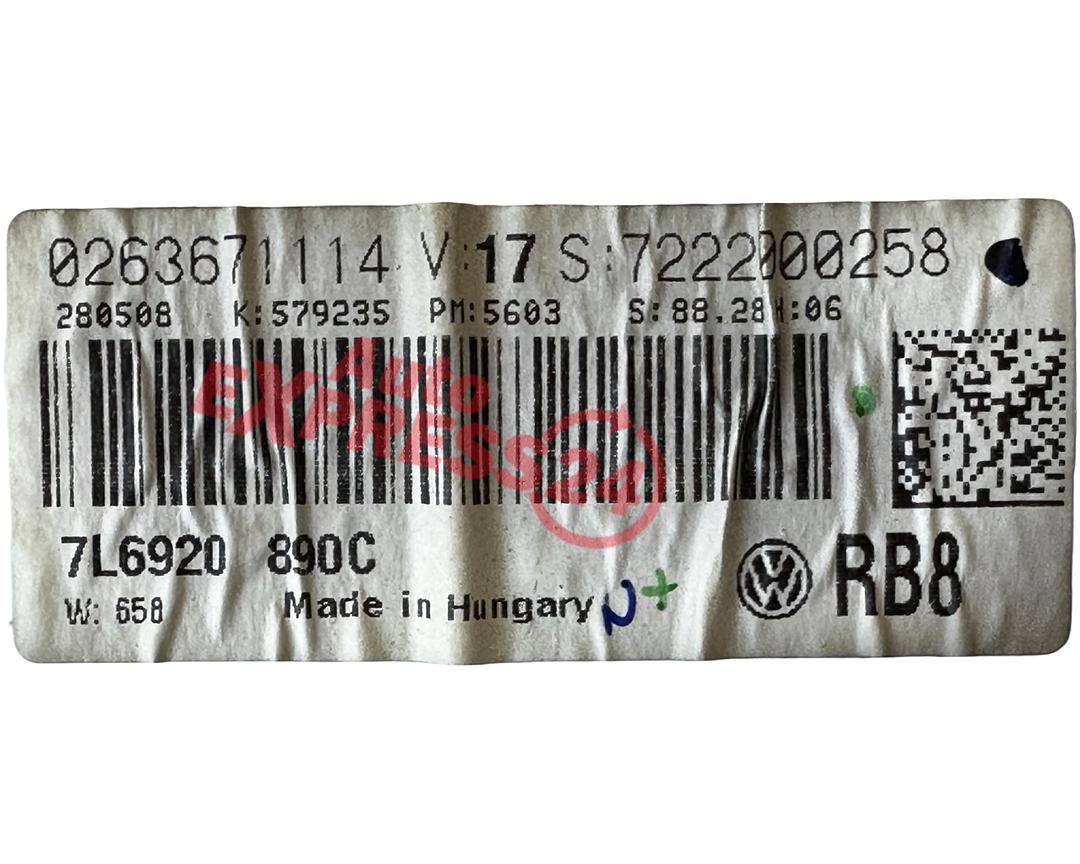 0263671114 V:17 S:7222000258
280508 K:579235 PM:5603 S:88.28 H:06
Auto
EXPRESS24
7L6920 890C
RB8
W: 658 Made in Hungary